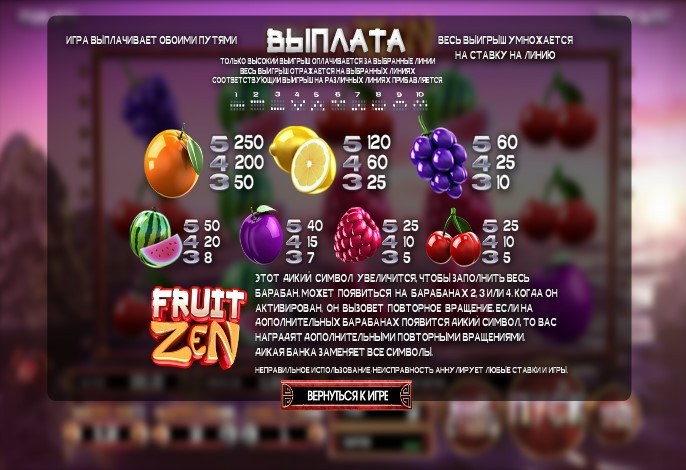 ИГРА ВЫПЛАЧИВАЕТ ОБОИМИ ПУТЯМИ
ВЫПЛАТА
ВЕСЬ ВЫИГРЫШ УМНОЖАЕТСЯ
НА СТАВКУ НА ЛИНИЮ
ТОЛЬКО ВЫСОКИЙ ВЫИГРЫШ ОПЛАЧИВАЕТСЯ ЗА ВЫБРАННЫЕ ЛИНИИ
ВЕСЬ ВЫИГРЫШ ОТРАЖАЕТСЯ НА ВЫБРАННЫХ ЛИНИЯХ
СООТВЕТСТВУЮЩИЙ ВЫИГРЫШ НА РАЗЛИЧНЫХ ЛИНИЯХ ПРИБАВЛЯЕТСЯ.
1 2 3 4 5 6 7 8 9 10
5 250
4 200
3 50
5 120
4 60
3 25
5 60
4 25
3 10
5 50
4 20
3 8
5 40
4 15
3 7
5 25
4 10
3 5
5 25
4 10
3 5
FRUIT
ZEN
ЭТОТ ДИКИЙ СИМВОЛ УВЕЛИЧИТСЯ, ЧТОБЫ ЗАПОЛНИТЬ ВЕСЬ
БАРАБАН. МОЖЕТ ПОЯВИТЬСЯ НА БАРАБАНАХ 2, 3 ИЛИ 4. КОГДА ОН
АКТИВИРОВАН, ОН ВЫЗОВЕТ ПОВТОРНОЕ ВРАЩЕНИЕ. ЕСЛИ НА
ДОПОЛНИТЕЛЬНЫХ БАРАБАНАХ ПОЯВИТСЯ ДИКИЙ СИМВОЛ, ТО ВАС
НАГРАДЯТ ДОПОЛНИТЕЛЬНЫМИ ПОВТОРНЫМИ ВРАЩЕНИЯМИ.
ДИКАЯ БАНКА ЗАМЕНЯЕТ ВСЕ СИМВОЛЫ.
НЕПРАВИЛЬНОЕ ИСПОЛЬЗОВАНИЕ/НЕИСПРАВНОСТЬ АННУЛИРУЕТ ЛЮБЫЕ СТАВКИ И ИГРЫ.
ВЕРНУТЬСЯ К ИГРЕ